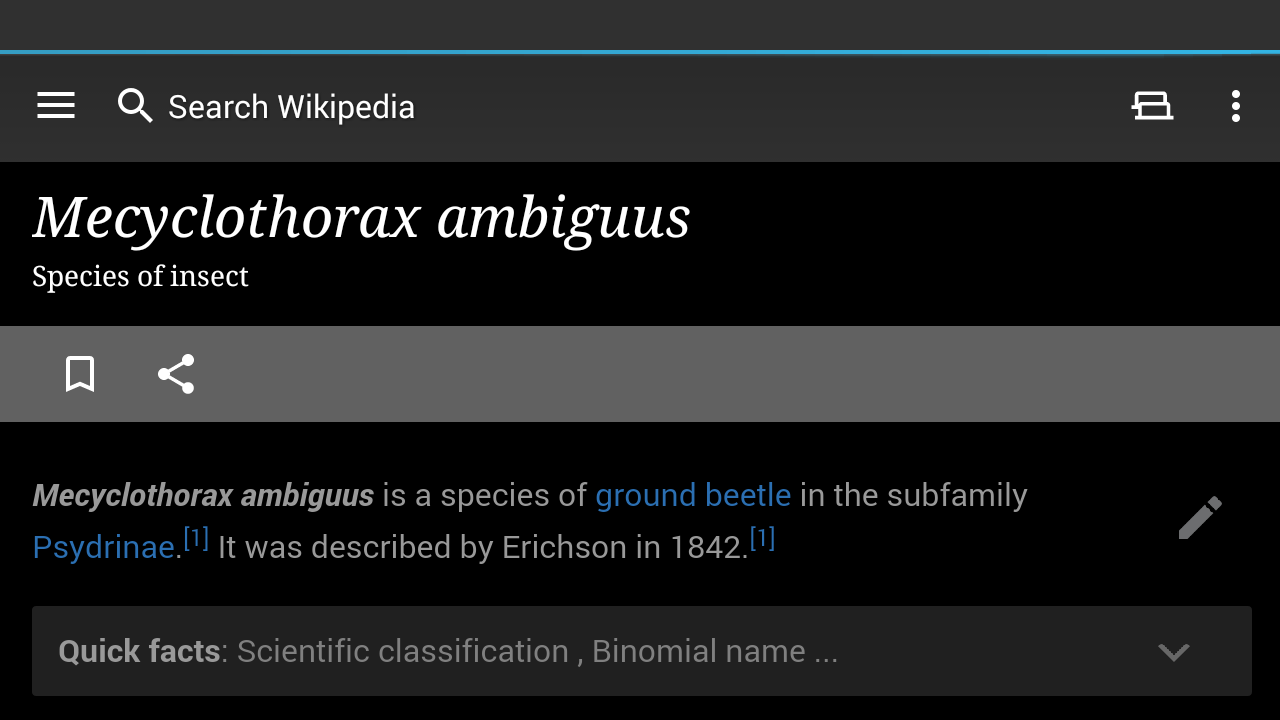 Search Wikipedia
Mecyclothorax ambiguus
Species of insect
Mecyclothorax ambiguus is a species of ground beetle in the subfamily
Psydrinae.[1] It was described by Erichson in 1842.[1]
Quick facts: Scientific classification , Binomial name ...